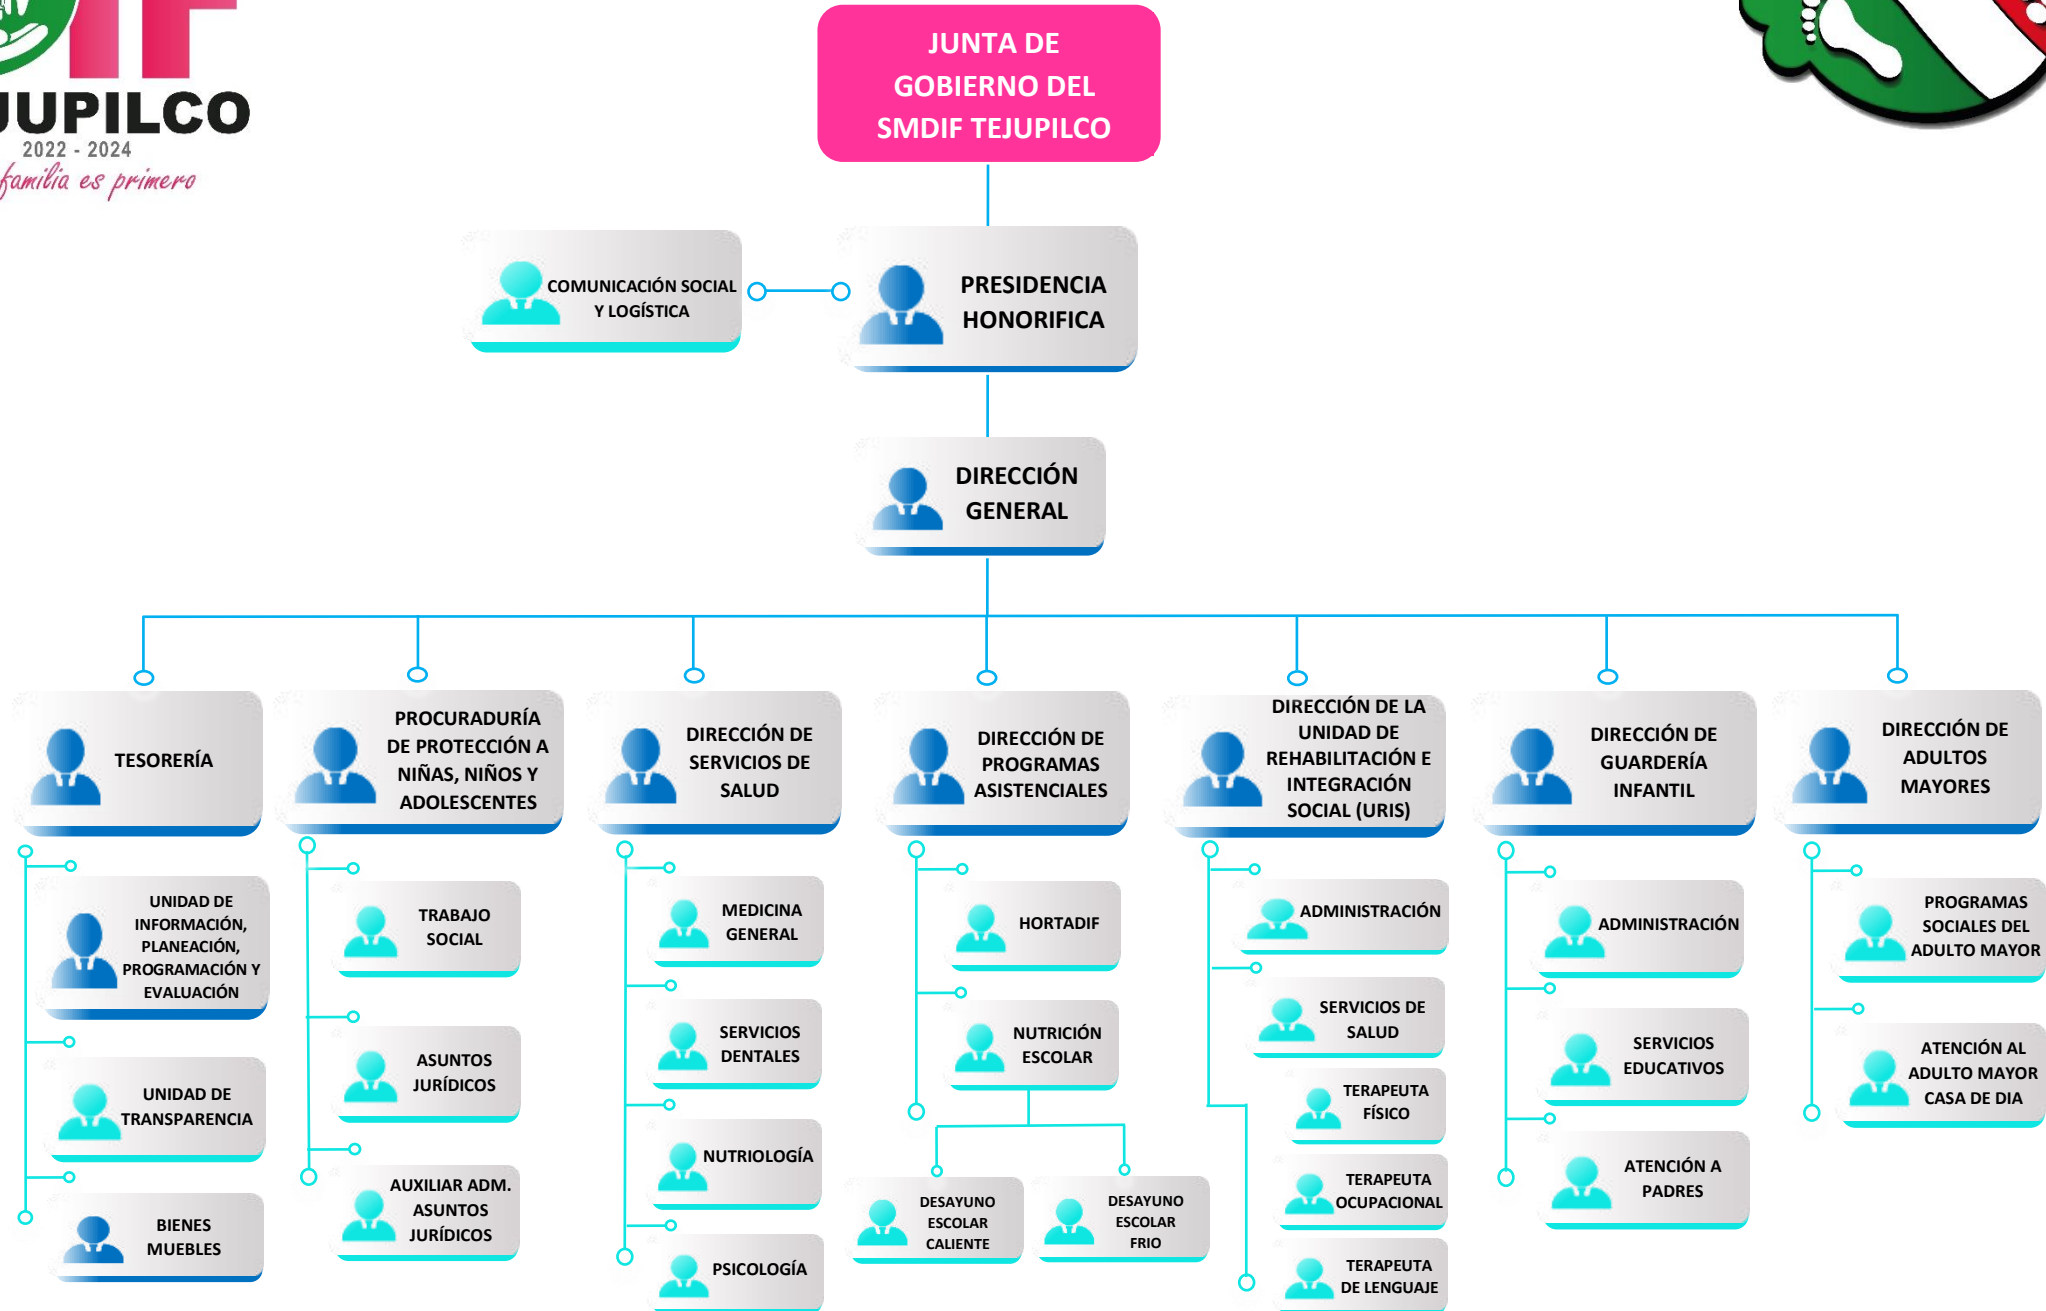 JUPILCO
2022 - 2024
familia es primero
JUNTA DE
GOBIERNO DEL
SMDIF TEJUPILCO
COMUNICACIÓN SOCIAL
Y LOGÍSTICA
PRESIDENCIA
HONORIFICA
DIRECCIÓN
GENERAL
TESORERÍA
UNIDAD DE
INFORMACIÓN,
PLANEACIÓN,
PROGRAMACIÓN Y
EVALUACIÓN
UNIDAD DE
TRANSPARENCIA
BIENES
MUEBLES
PROCURADURÍA
DE PROTECCIÓN A
NIÑAS, NIÑOS Y
ADOLESCENTES
TRABAJO
SOCIAL
ASUNTOS
JURÍDICOS
AUXILIAR ADM.
ASUNTOS
JURÍDICOS
DIRECCIÓN DE
SERVICIOS DE
SALUD
MEDICINA
GENERAL
SERVICIOS
DENTALES
NUTRIOLOGÍA
PSICOLOGÍA
DIRECCIÓN DE
PROGRAMAS
ASISTENCIALES
HORTADIF
NUTRICIÓN
ESCOLAR
DESAYUNO
ESCOLAR
CALIENTE
DESAYUNO
ESCOLAR
FRIO
DIRECCIÓN DE LA
UNIDAD DE
REHABILITACIÓN E
INTEGRACIÓN
SOCIAL (URIS)
ADMINISTRACIÓN
SERVICIOS DE
SALUD
TERAPEUTA
FÍSICO
TERAPEUTA
OCUPACIONAL
TERAPEUTA
DE LENGUAJE
DIRECCIÓN DE
GUARDERÍA
INFANTIL
ADMINISTRACIÓN
SERVICIOS
EDUCATIVOS
ATENCIÓN A
PADRES
DIRECCIÓN DE
ADULTOS
MAYORES
PROGRAMAS
SOCIALES DEL
ADULTO MAYOR
ATENCIÓN AL
ADULTO MAYOR
CASA DE DIA